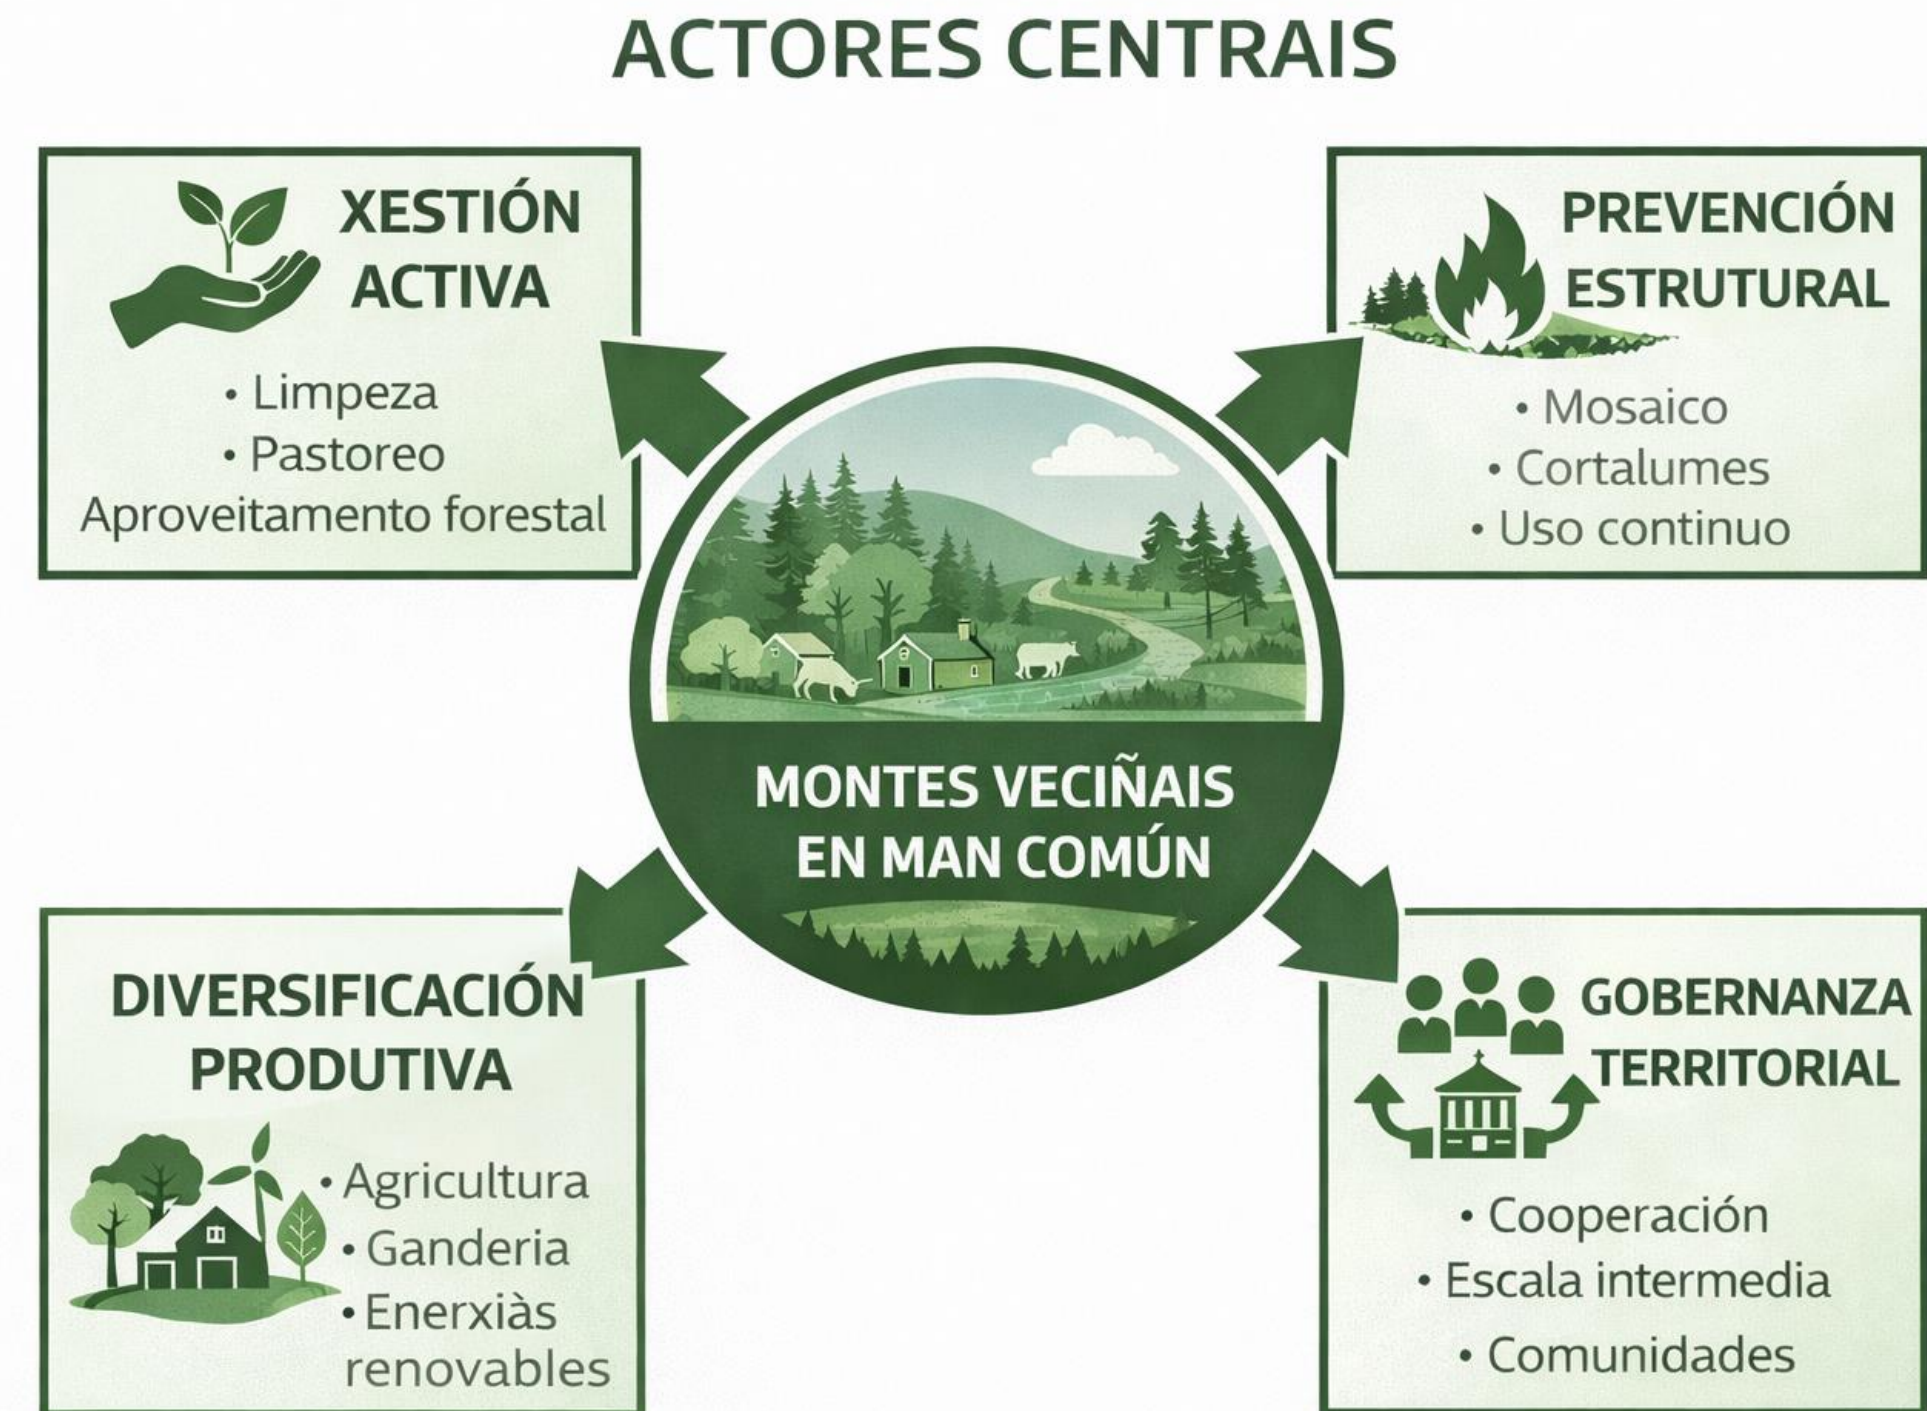 ACTORES CENTRAIS
XESTIÓN
ACTIVA
• Limpeza
• Pastoreo
Aproveitamento forestal
PREVENCIÓN
ESTRUTURAL
• Mosaico
• Cortalumes
• Uso continuo
MONTES VECIÑAIS
EN MAN COMÚN
DIVERSIFICACIÓN
PRODUTIVA
• Agricultura
• Ganderia
• Enerxiàs
renovables
GOBERNANZA
TERRITORIAL
• Cooperación
• Escala intermedia
• Comunidades